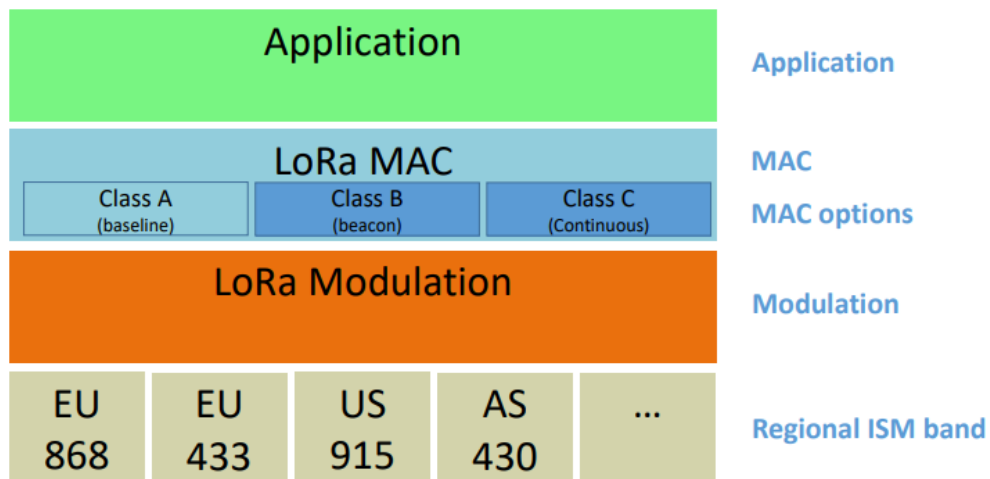 Application
Application
LoRa MAC
MAC
Class A
(baseline)
Class B
(beacon)
Class C
(Continuous)
MAC options
LoRa Modulation
Modulation
EU
868
EU
433
US
915
AS
430
...
Regional ISM band